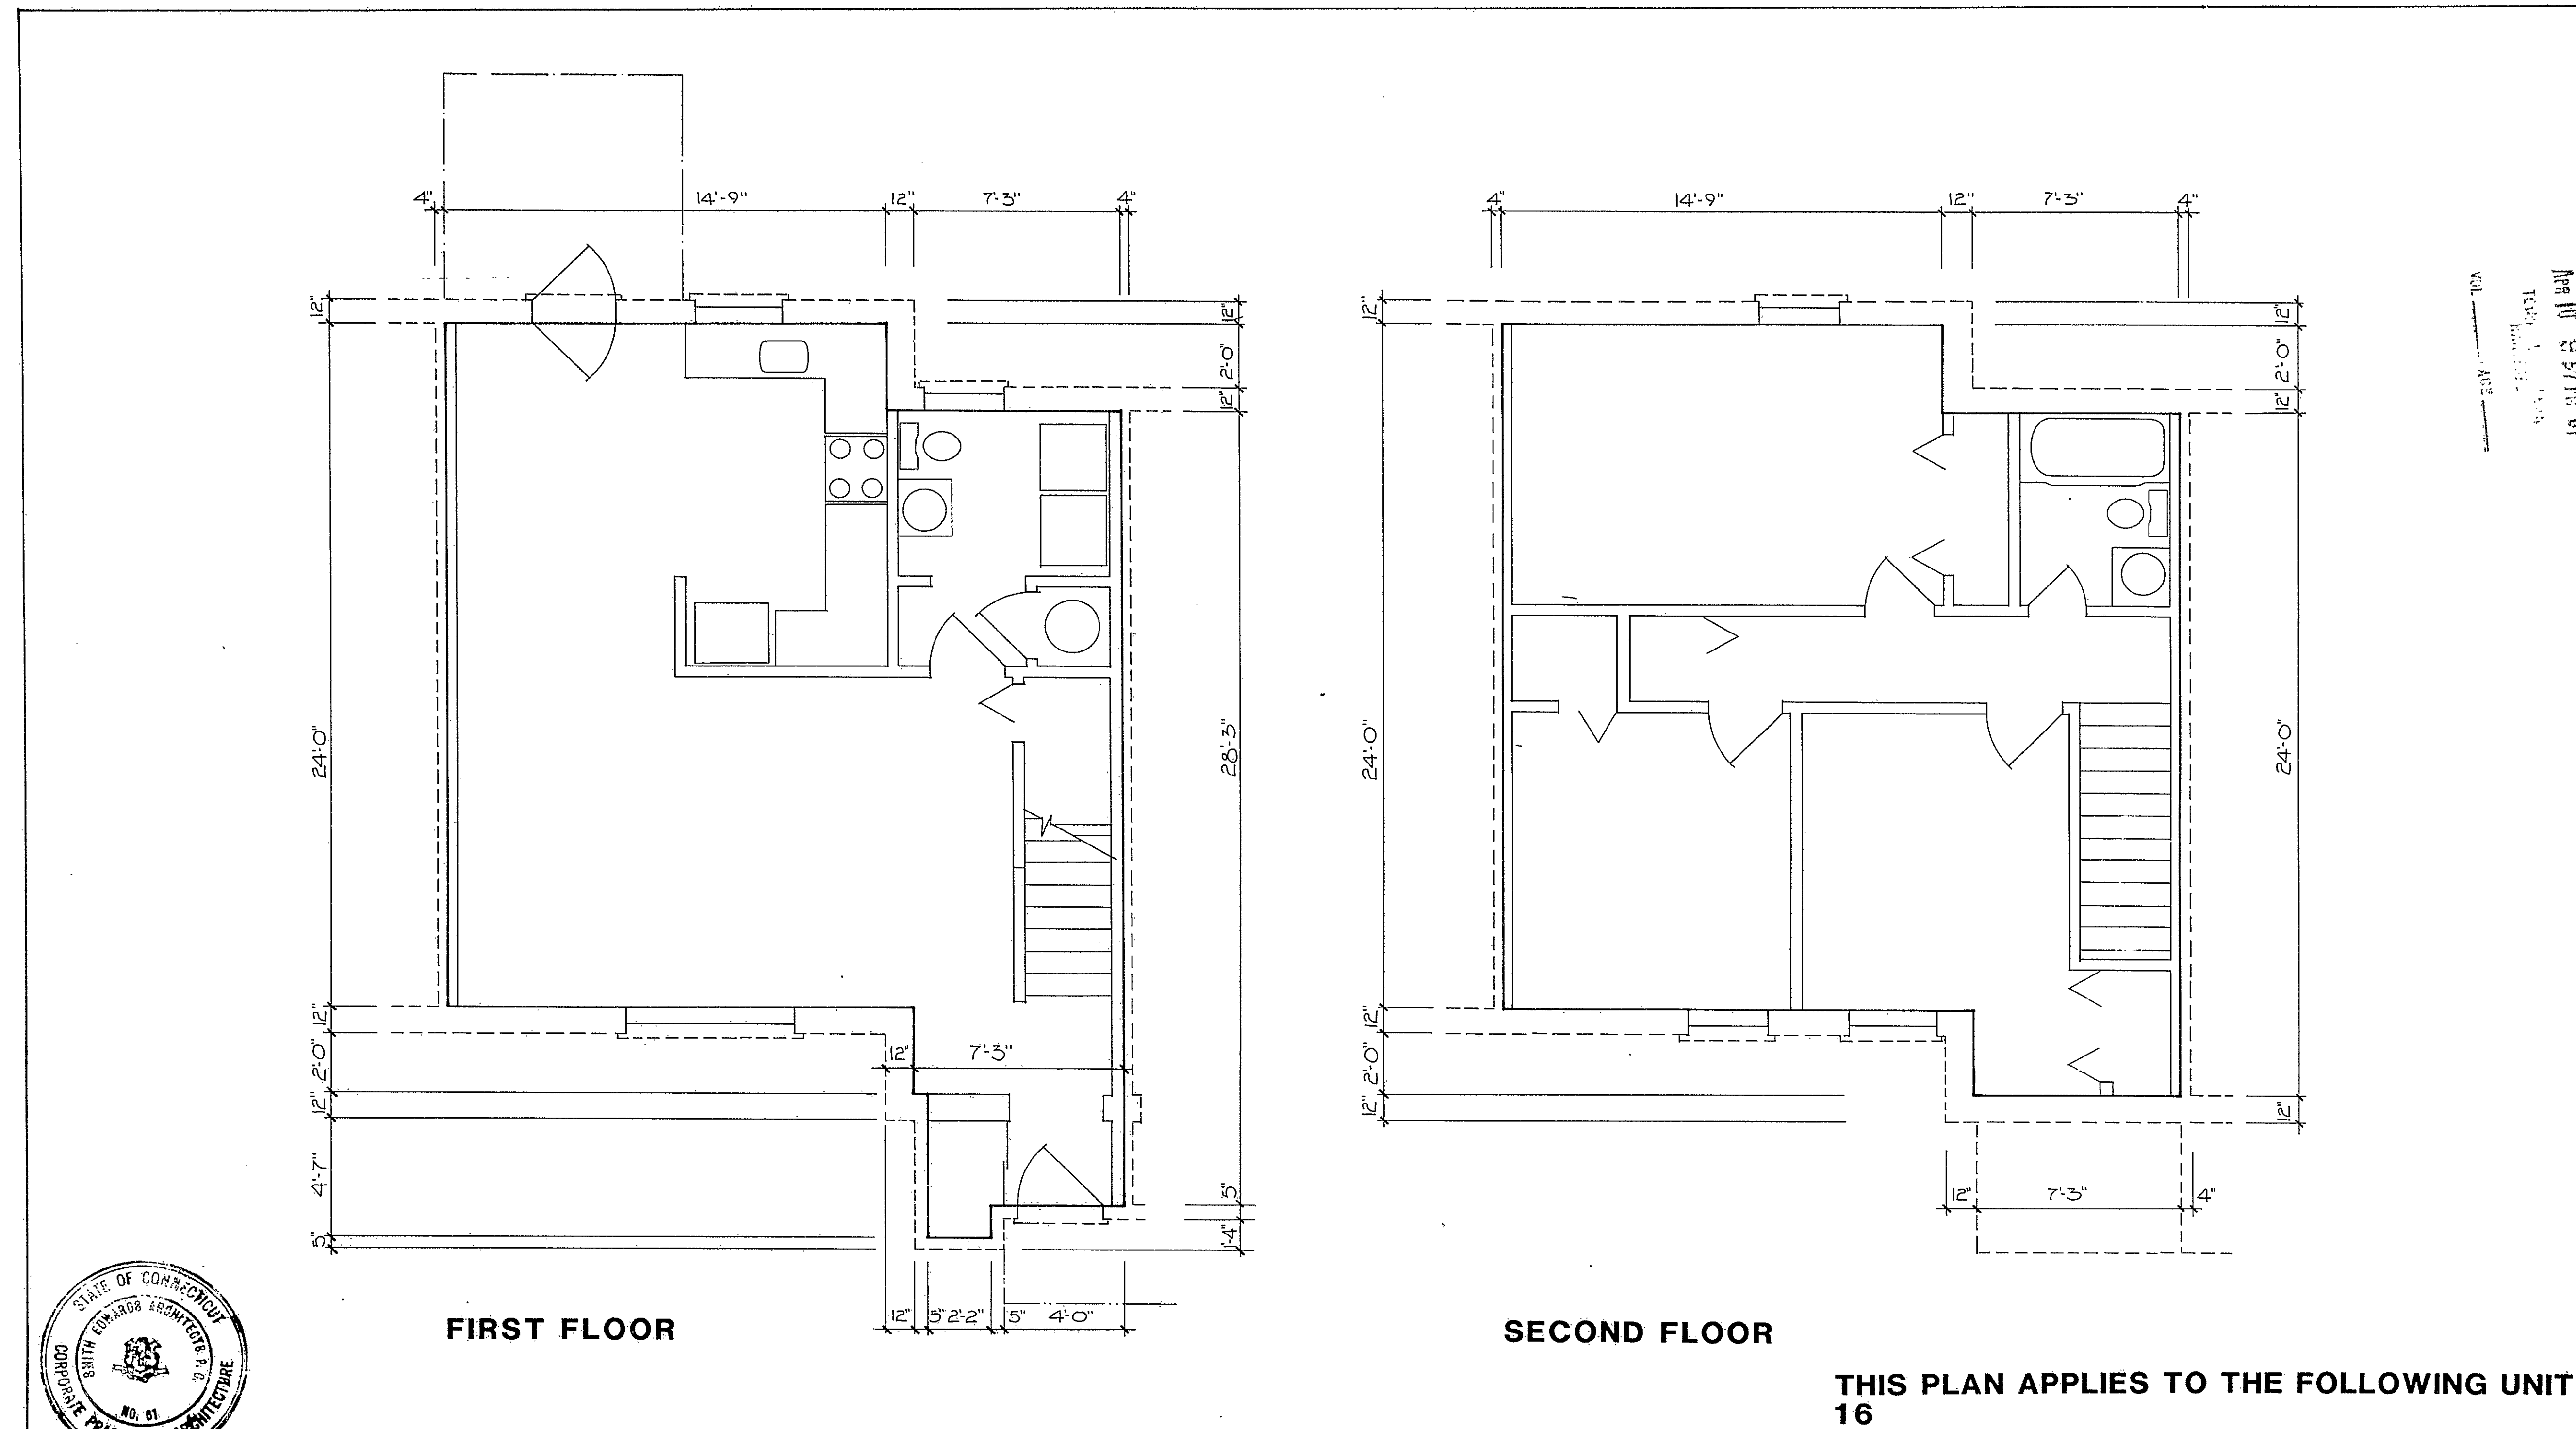 4" 14'-9" 12" 7'-3" 4"
12"
24'-0"
12"
2'-0"
12"
4'-7"
5"
12"
2'-0"
12"
28'-3"
5"
1'-4"
12" 7'-3"
12" 5" 2'-2" 5" 4'-0"
FIRST FLOOR
4" 14'-9" 12" 7'-3" 4"
12"
24'-0"
12"
2'-0"
12"
12"
2'-0"
12"
24'-0"
12"
12" 7'-3" 4"
SECOND FLOOR
THIS PLAN APPLIES TO THE FOLLOWING UNIT
16
STATE OF CONNECTICUT
SMITH EDWARDS ARCHITECTS P.C.
NO. 61
CORPORATE
VOL.
APR